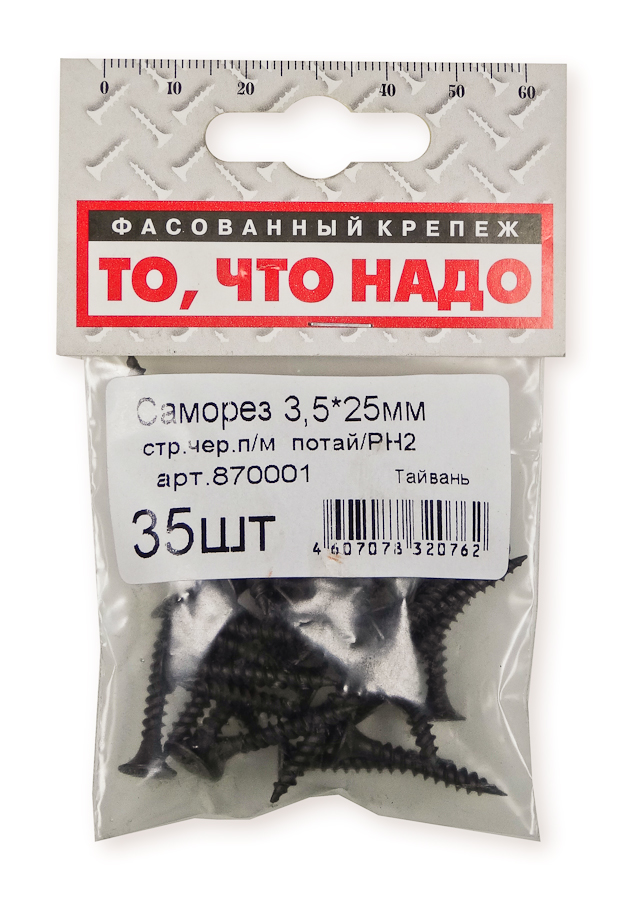 0 10 20 40 50 60
ФАСОВАННЫЙ КРЕПЕЖ
ТО, ЧТО НАДО
Саморез 3,5*25мм
стр.чер.п/м потай/PH2
арт.870001 Тайвань
35шт
4 607078 320762